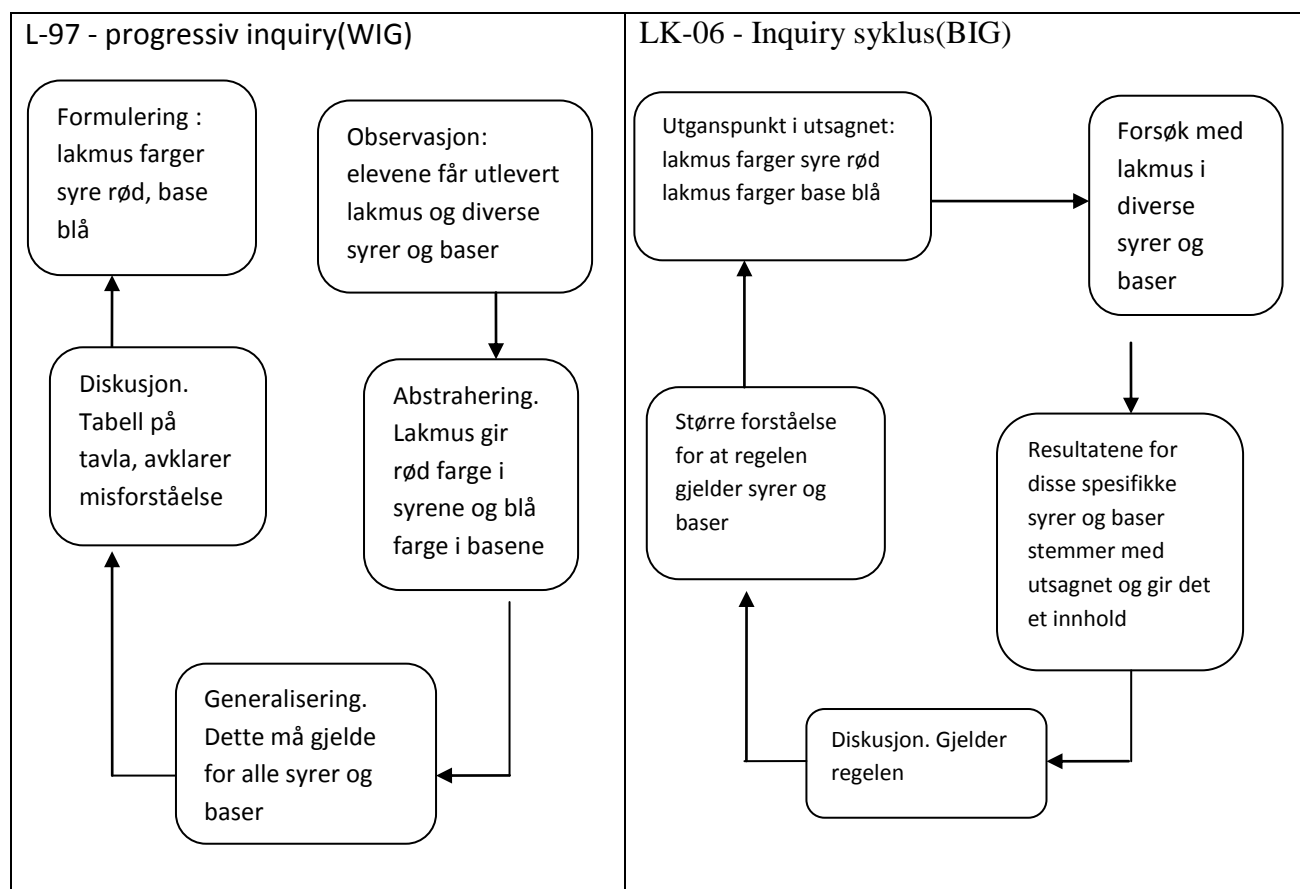 L-97 - progressiv inquiry(WIG)
Formulering :
lakmus farger
syre rød, base
blå
Observasjon:
elevene får utlevert
lakmus og diverse
syrer og baser
Diskusjon.
Tabell på
tavla, avklarer
misforståelse
Abstrahering.
Lakmus gir
rød farge i
syrene og blå
farge i basene
Generalisering.
Dette må gjelde
for alle syrer og
baser
LK-06 - Inquiry syklus(BIG)
Utganspunkt i utsagnet:
lakmus farger syre rød
lakmus farger base blå
Forsøk med
lakmus i
diverse
syrer og
baser
Større forståelse
for at regelen
gjelder syrer og
baser
Resultatene for
disse spesifikke
syrer og baser
stemmer med
utsagnet og gir det
et innhold
Diskusjon. Gjelder
regelen